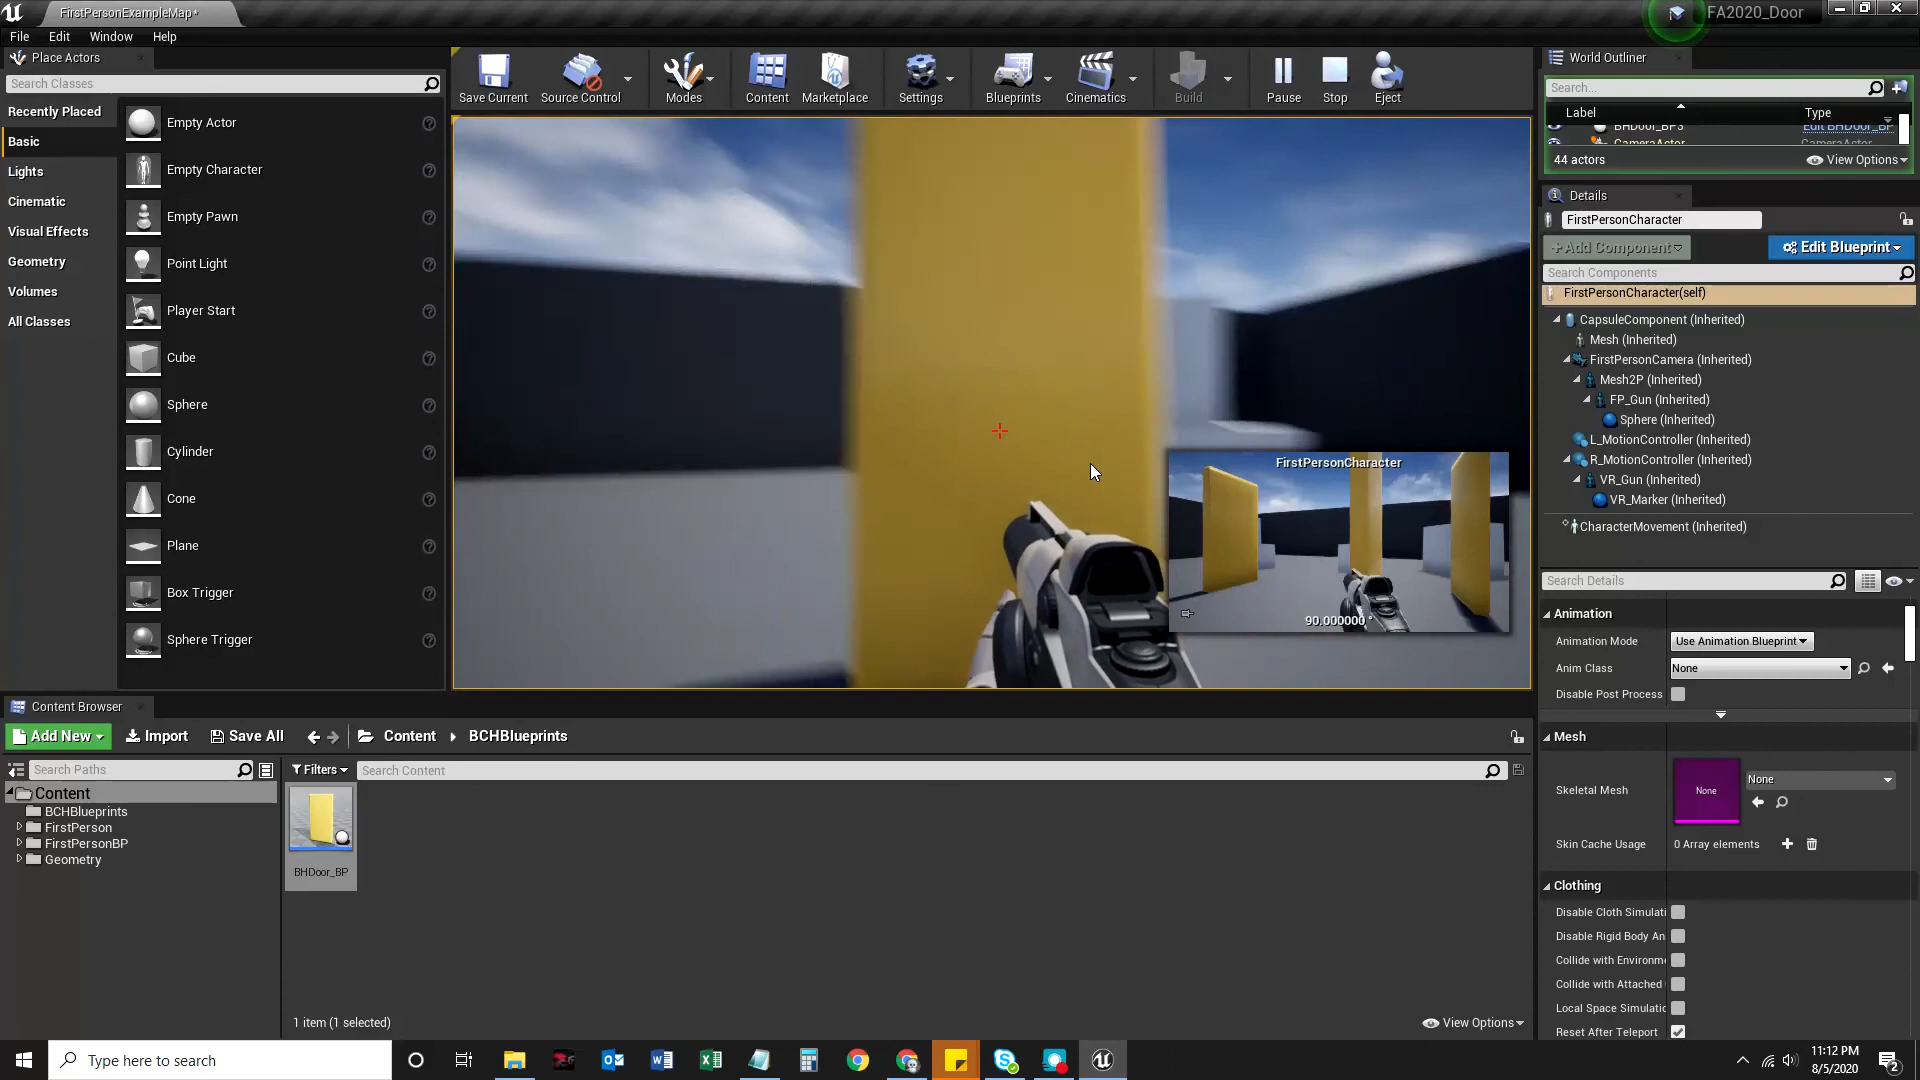 FirstPersonExampleMap*
FA2020_Door
File Edit Window Help
Place Actors
Search Classes
Recently Placed
Basic
Lights
Cinematic
Visual Effects
Geometry
Volumes
All Classes
Empty Actor
Empty Character
Empty Pawn
Point Light
Player Start
Cube
Sphere
Cylinder
Cone
Plane
Box Trigger
Sphere Trigger
Save Current Source Control Modes Content Marketplace Settings Blueprints Cinematics Build Pause Stop Eject
FirstPersonCharacter
90.000000 °
World Outliner
Search...
Label Type
BHDoor_BP3 Edit BHDoor_BP
CameraActor CameraActor
44 actors View Options
Details
FirstPersonCharacter
+Add Component Edit Blueprint
Search Components
FirstPersonCharacter(self)
CapsuleComponent (Inherited)
Mesh (Inherited)
FirstPersonCamera (Inherited)
Mesh2P (Inherited)
FP_Gun (Inherited)
Sphere (Inherited)
L_MotionController (Inherited)
R_MotionController (Inherited)
VR_Gun (Inherited)
VR_Marker (Inherited)
CharacterMovement (Inherited)
Search Details
Animation
Animation Mode Use Animation Blueprint
Anim Class None
Disable Post Process
Mesh
Skeletal Mesh None None
Skin Cache Usage 0 Array elements
Clothing
Disable Cloth Simulati
Disable Rigid Body An
Collide with Environme
Collide with Attached
Local Space Simulatic
Reset After Teleport
Content Browser
Add New Import Save All Content BCHBlueprints
Search Paths
Filters Search Content
Content
BCHBlueprints
FirstPerson
FirstPersonBP
Geometry
BHDoor_BP
1 item (1 selected) View Options
Type here to search
11:12 PM
8/5/2020
2